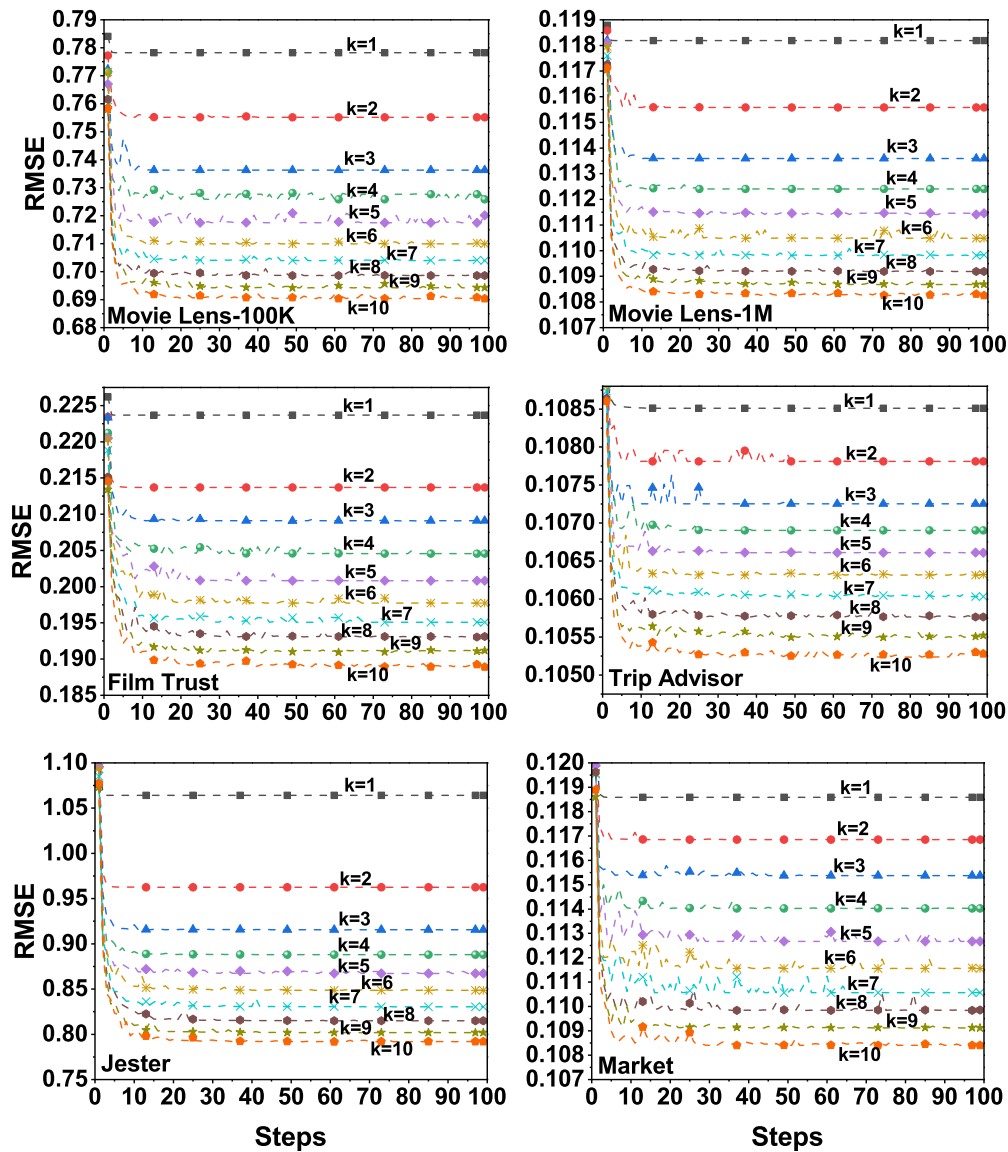 0.79
0.78
0.77
0.76
0.75
0.74
0.73
0.72
0.71
0.70
0.69
0.68
RMSE
k=1
k=2
k=3
k=4
k=5
k=6
k=7
k=8
k=9
k=10
Movie Lens-100K
0 10 20 30 40 50 60 70 80 90 100
0.119
0.118
0.117
0.116
0.115
0.114
0.113
0.112
0.111
0.110
0.109
0.108
0.107
k=1
k=2
k=3
k=4
k=5
k=6
k=7
k=8
k=9
k=10
Movie Lens-1M
0 10 20 30 40 50 60 70 80 90 100
0.225
0.220
0.215
0.210
0.205
0.200
0.195
0.190
0.185
RMSE
k=1
k=2
k=3
k=4
k=5
k=6
k=7
k=8
k=9
k=10
Film Trust
0 10 20 30 40 50 60 70 80 90 100
0.1085
0.1080
0.1075
0.1070
0.1065
0.1060
0.1055
0.1050
k=1
k=2
k=3
k=4
k=5
k=6
k=7
k=8
k=9
k=10
Trip Advisor
0 10 20 30 40 50 60 70 80 90 100
1.10
1.05
1.00
0.95
0.90
0.85
0.80
0.75
RMSE
k=1
k=2
k=3
k=4
k=5
k=6
k=7
k=8
k=9
k=10
Jester
0 10 20 30 40 50 60 70 80 90 100
Steps
0.120
0.119
0.118
0.117
0.116
0.115
0.114
0.113
0.112
0.111
0.110
0.109
0.108
0.107
k=1
k=2
k=3
k=4
k=5
k=6
k=7
k=8
k=9
k=10
Market
0 10 20 30 40 50 60 70 80 90 100
Steps